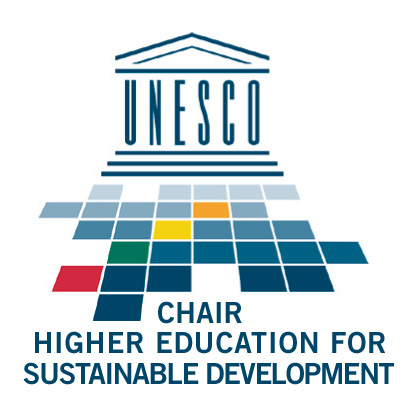 UNESCO
CHAIR
HIGHER EDUCATION FOR
SUSTAINABLE DEVELOPMENT